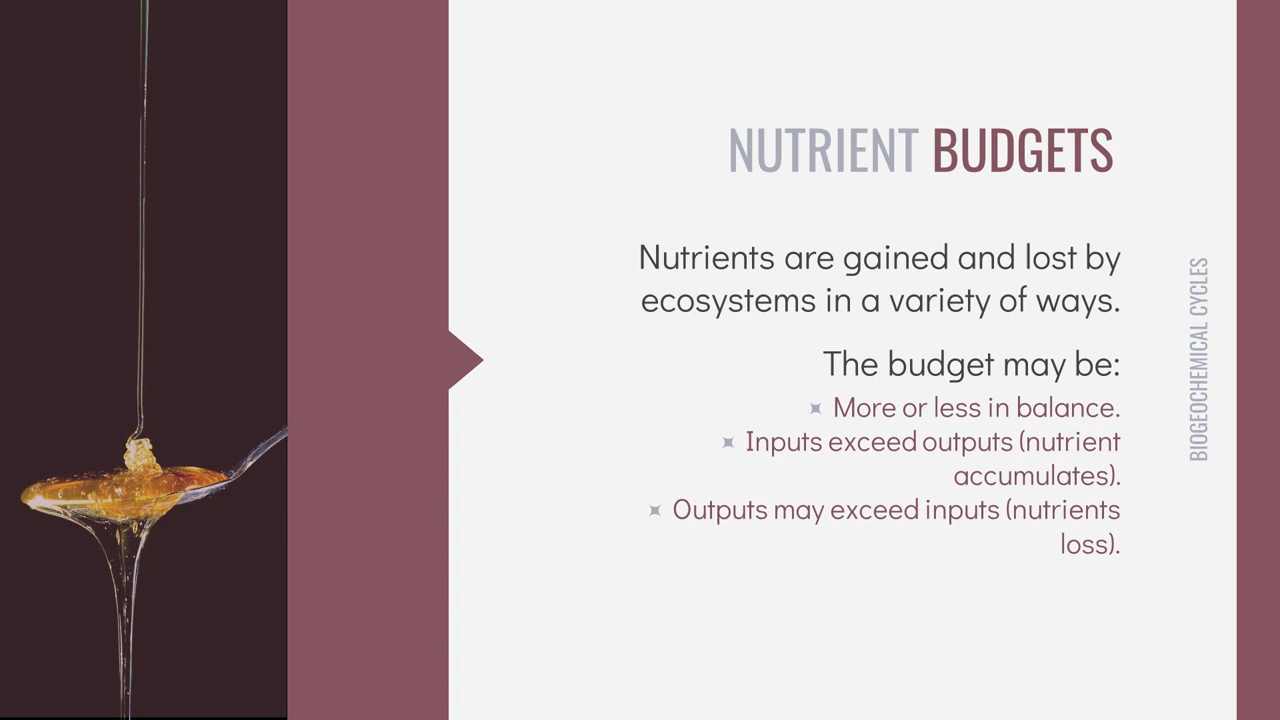 NUTRIENT BUDGETS
Nutrients are gained and lost by
ecosystems in a variety of ways.
The budget may be:
More or less in balance.
Inputs exceed outputs (nutrient
accumulates).
Outputs may exceed inputs (nutrients
loss).
BIOGEOCHEMICAL CYCLES